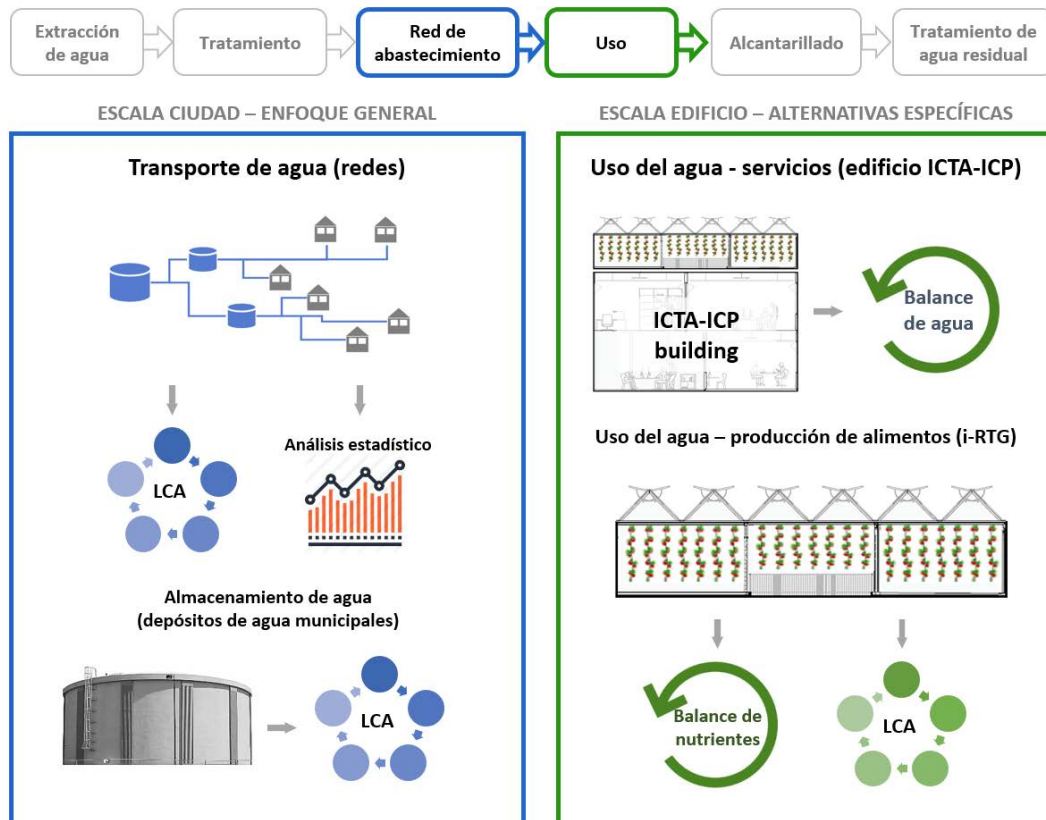 Extracción
de agua
Tratamiento
Red de
abastecimiento
Uso
Alcantarillado
Tratamiento de
agua residual
ESCALA CIUDAD – ENFOQUE GENERAL
Transporte de agua (redes)
LCA
Análisis estadístico
Almacenamiento de agua
(depósitos de agua municipales)
LCA
ESCALA EDIFICIO – ALTERNATIVAS ESPECÍFICAS
Uso del agua - servicios (edificio ICTA-ICP)
ICTA-ICP
building
Balance
de agua
Uso del agua – producción de alimentos (i-RTG)
Balance de
nutrientes
LCA